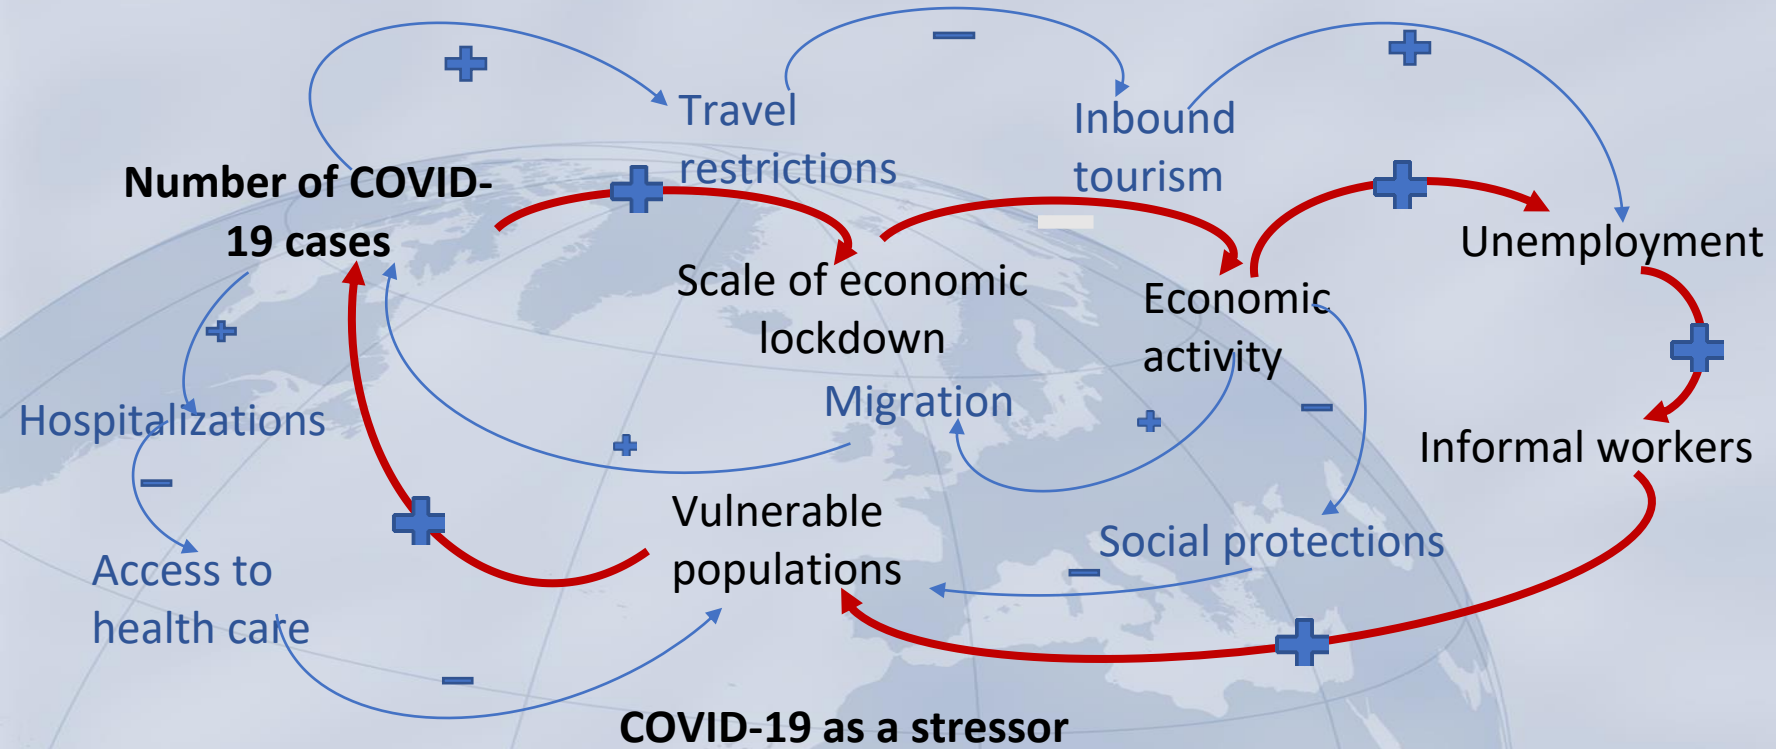 Travel
restrictions
Inbound
tourism
Number of COVID-
19 cases
Unemployment
Scale of economic
lockdown
Economic
activity
Migration
Hospitalizations
Informal workers
Vulnerable
populations
Social protections
Access to
health care
COVID-19 as a stressor